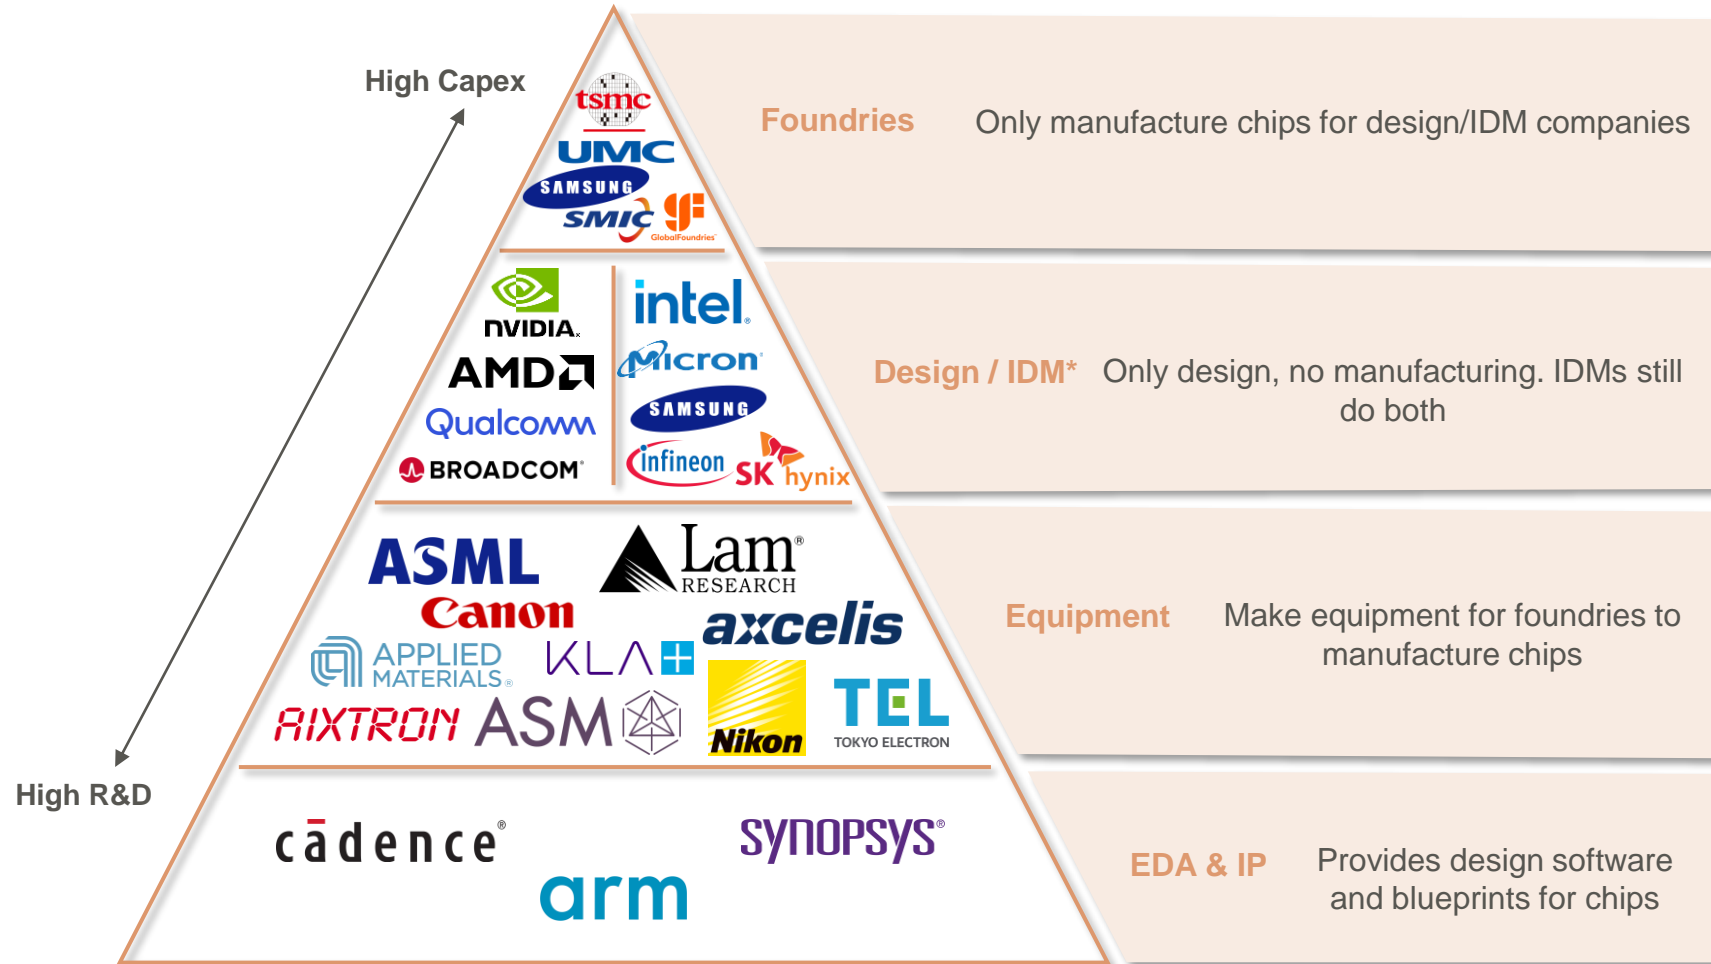 High Capex
tsmc
UMC
SAMSUNG
SMIC
GlobalFoundries
Foundries
Only manufacture chips for design/IDM companies
NVIDIA.
AMD
Qualcomm
BROADCOM®
intel®
Micron®
SAMSUNG
infineon
SK hynix
Design / IDM*
Only design, no manufacturing. IDMs still
do both
ASML
Lam®
RESEARCH
Canon
axcelis
APPLIED
MATERIALS®
KLA
AIXTRON
ASM
Nikon
TEL
TOKYO ELECTRON
Equipment
Make equipment for foundries to
manufacture chips
High R&D
cādence®
SYNOPSYS®
arm
EDA & IP
Provides design software
and blueprints for chips